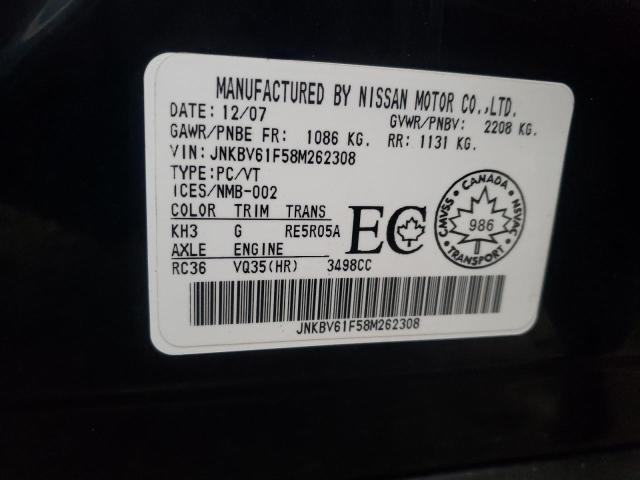 MANUFACTURED BY NISSAN MOTOR CO.,LTD.
DATE: 12/07 GVWR/PNBV: 2208 KG.
GAWR/PNBE FR: 1086 KG. RR: 1131 KG.
VIN: JNKBV61F58M262308
TYPE: PC/VT
ICES/NMB-002
COLOR TRIM TRANS
KH3 G RE5R05A
AXLE ENGINE
RC36 VQ35(HR) 3498CC
EC
CANADA
CMVSS 986 NSVAC
TRANSPORT
JNKBV61F58M262308